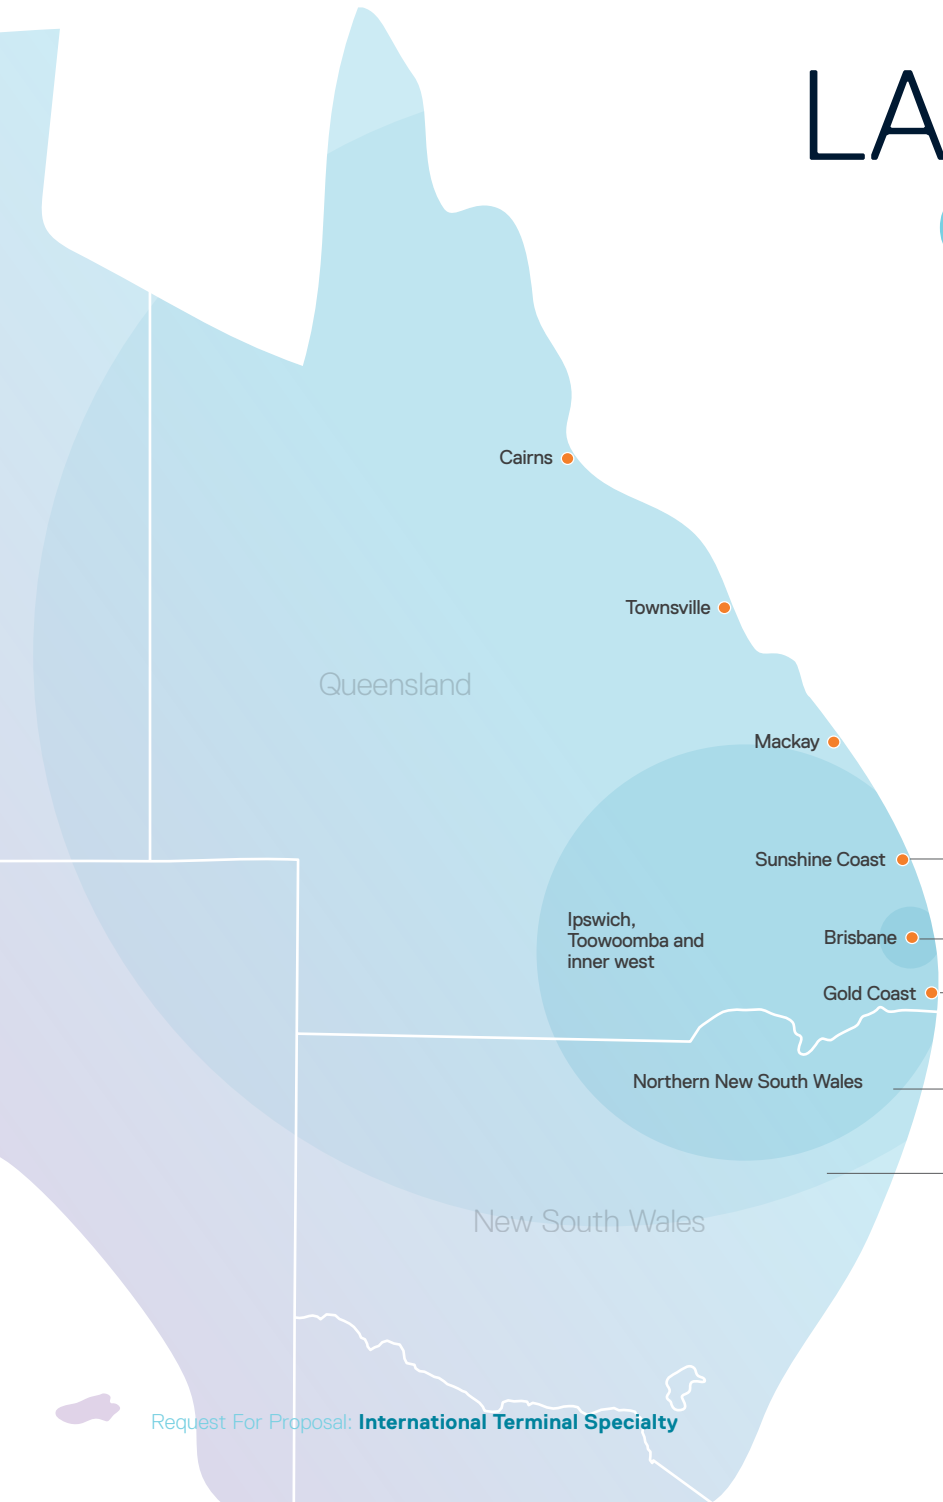 LA
Cairns
Townsville
Queensland
Mackay
Sunshine Coast
Ipswich,
Toowoomba and
inner west
Brisbane
Gold Coast
Northern New South Wales
New South Wales
Request For Proposal: International Terminal Specialty